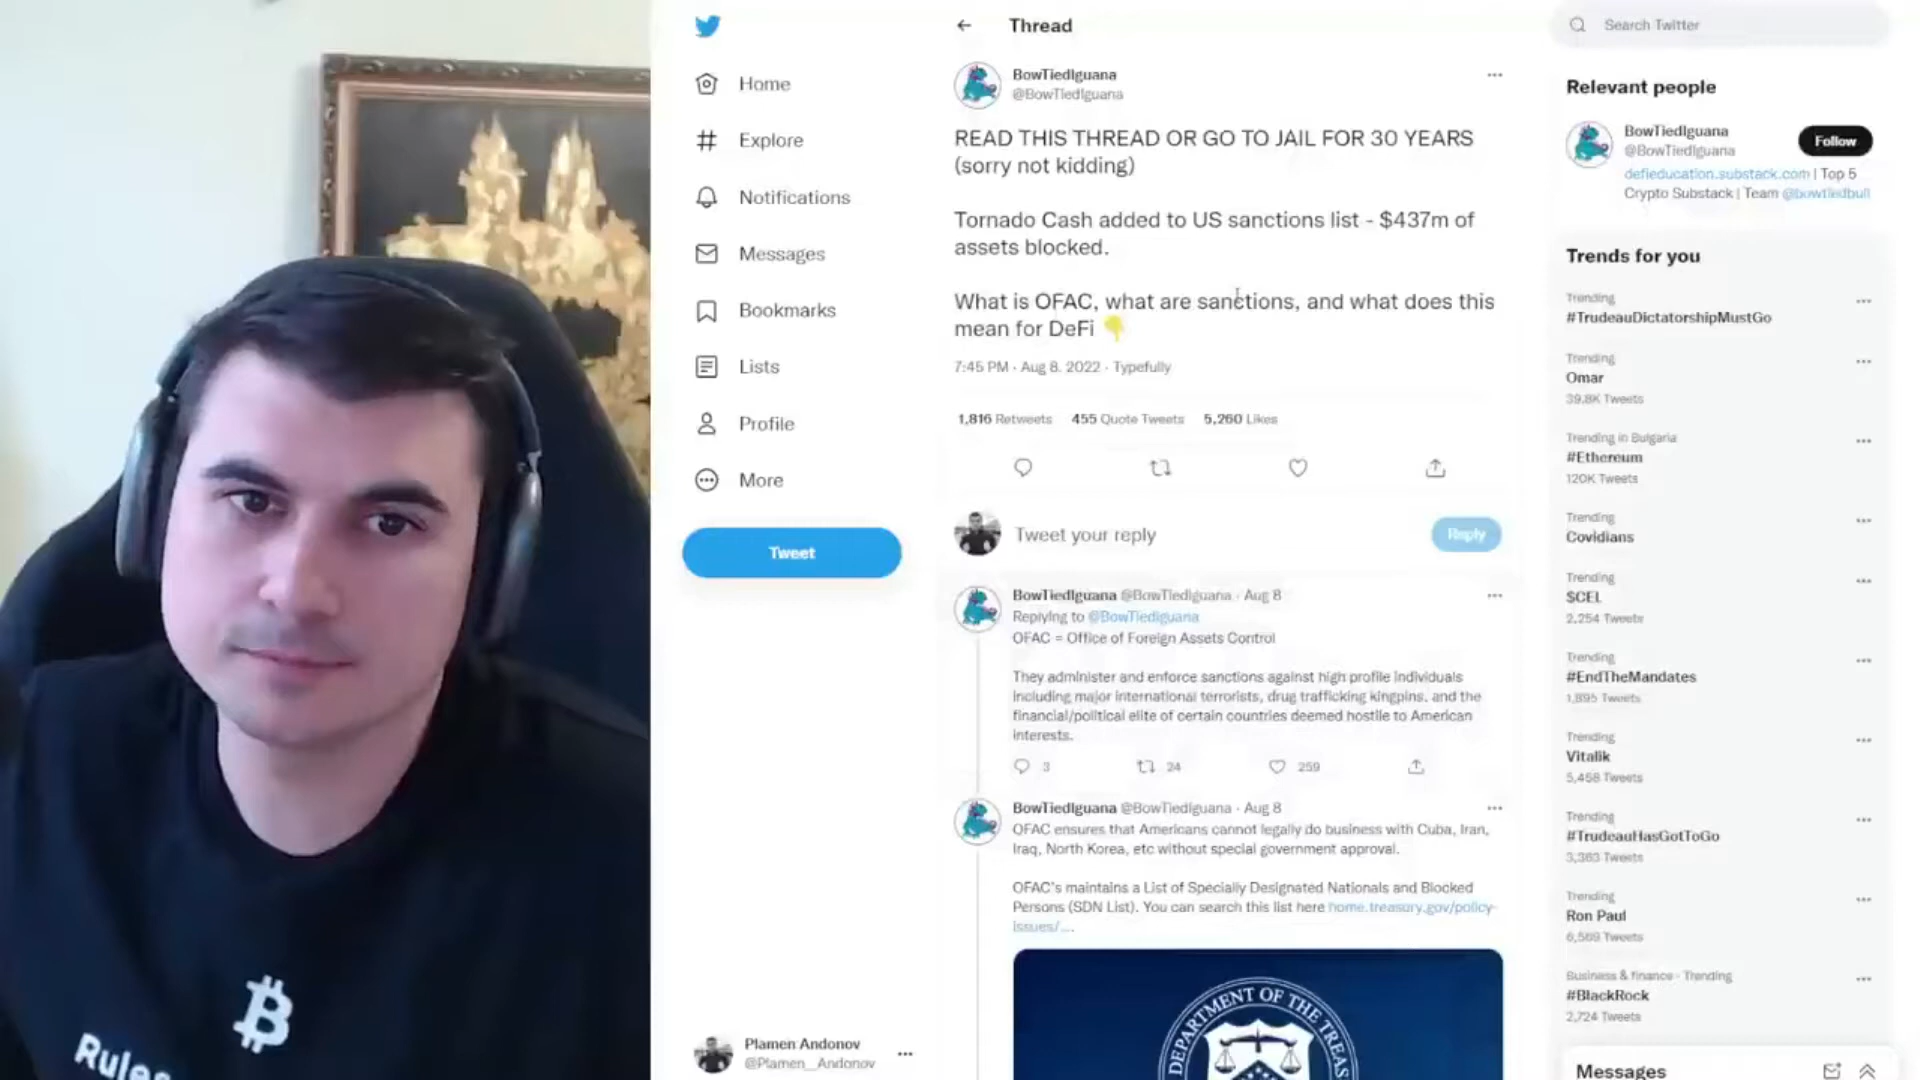 Home
Explore
Notifications
Messages
Bookmarks
Lists
Profile
More
Tweet
Plamen Andonov
@Plamen__Andonov
Thread
BowTiedIguana
@BowTiedIguana
READ THIS THREAD OR GO TO JAIL FOR 30 YEARS
(sorry not kidding)
Tornado Cash added to US sanctions list - $437m of
assets blocked.
What is OFAC, what are sanctions, and what does this
mean for DeFi 👇
7:45 PM · Aug 8, 2022 · Typefully
1,816 Retweets 455 Quote Tweets 5,260 Likes
Tweet your reply
Reply
BowTiedIguana @BowTiedIguana · Aug 8
Replying to @BowTiedIguana
OFAC = Office of Foreign Assets Control
They administer and enforce sanctions against high profile individuals
including major international terrorists, drug trafficking kingpins, and the
financial/political elite of certain countries deemed hostile to American
interests.
3 24 259
BowTiedIguana @BowTiedIguana · Aug 8
OFAC ensures that Americans cannot legally do business with Cuba, Iran,
Iraq, North Korea, etc without special government approval.
OFAC's maintains a List of Specially Designated Nationals and Blocked
Persons (SDN List). You can search this list here home.treasury.gov/policy-
issues/....
DEPARTMENT OF THE TREAS
Search Twitter
Relevant people
BowTiedIguana
@BowTiedIguana
Follow
defieducation.substack.com | Top 5
Crypto Substack | Team @bowtiedbull
Trends for you
Trending
#TrudeauDictatorshipMustGo
Trending
Omar
39.8K Tweets
Trending in Bulgaria
#Ethereum
120K Tweets
Trending
Covidians
Trending
$CEL
2,254 Tweets
Trending
#EndTheMandates
1,895 Tweets
Trending
Vitalik
5,458 Tweets
Trending
#TrudeauHasGotToGo
3,363 Tweets
Trending
Ron Paul
6,569 Tweets
Business & finance · Trending
#BlackRock
2,724 Tweets
Messages
Rules